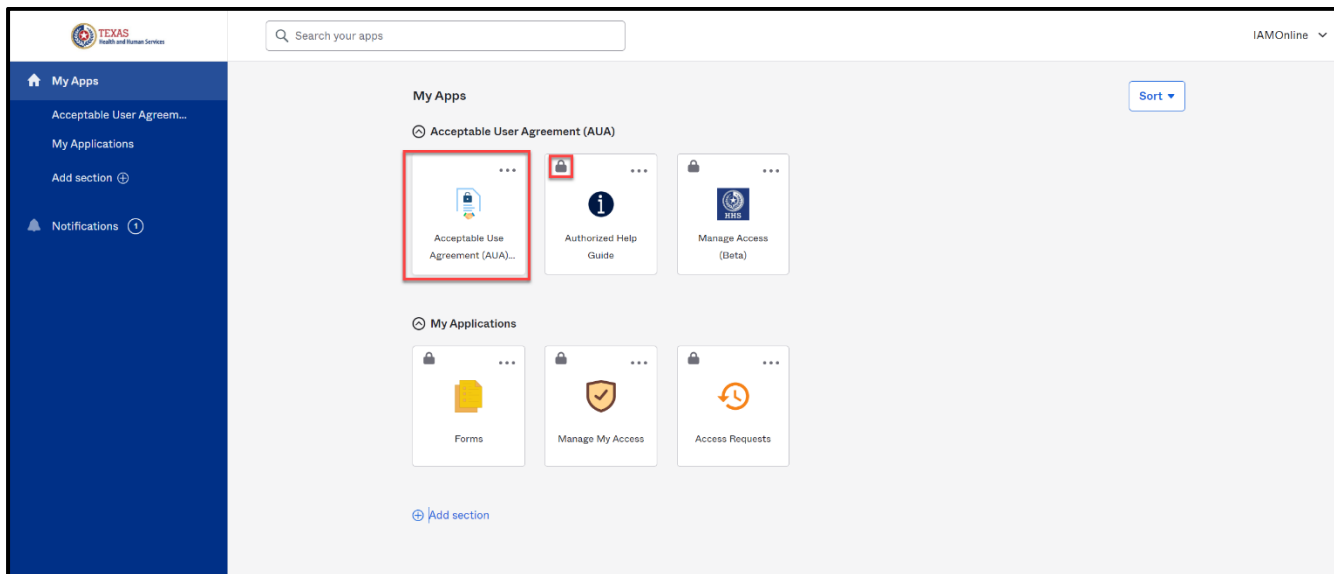 TEXAS
Health and Human Services
Search your apps
IAMOnline
My Apps
Acceptable User Agreem...
My Applications
Add section
Notifications 1
My Apps
Sort
Acceptable User Agreement (AUA)
Acceptable Use
Agreement (AUA)...
Authorized Help
Guide
HHS
Manage Access
(Beta)
My Applications
Forms
Manage My Access
Access Requests
Add section